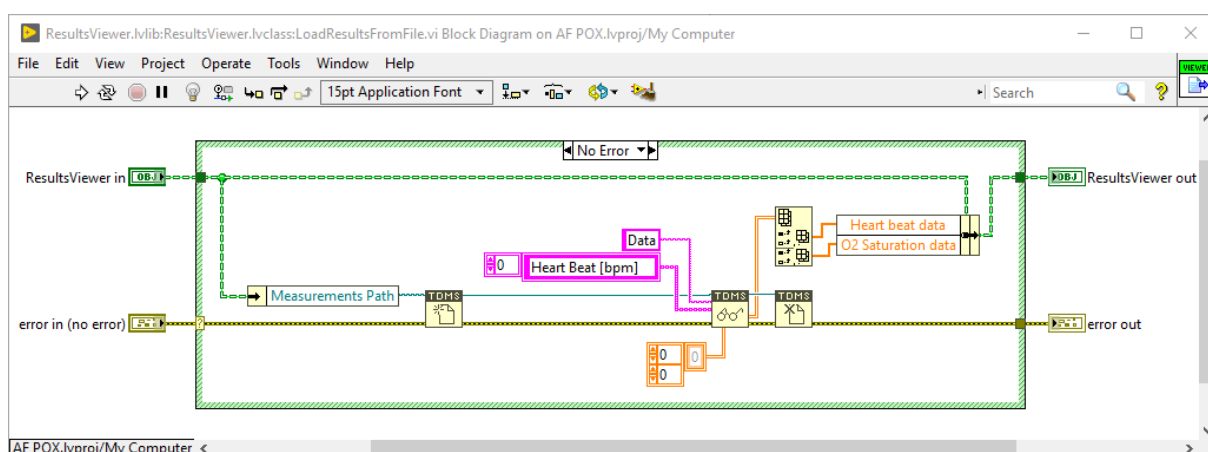 ResultsViewer.lvlib:ResultsViewer.lvclass:LoadResultsFromFile.vi Block Diagram on AF POX.lvproj/My Computer
File Edit View Project Operate Tools Window Help
VIEWER
15pt Application Font
Search
No Error
ResultsViewer in
OBJ
OBJ
ResultsViewer out
Heart beat data
O2 Saturation data
Data
0
Heart Beat [bpm]
Measurements Path
TDMS
TDMS
TDMS
error in (no error)
?
error out
0
0
0
AF POX.lvproj/My Computer